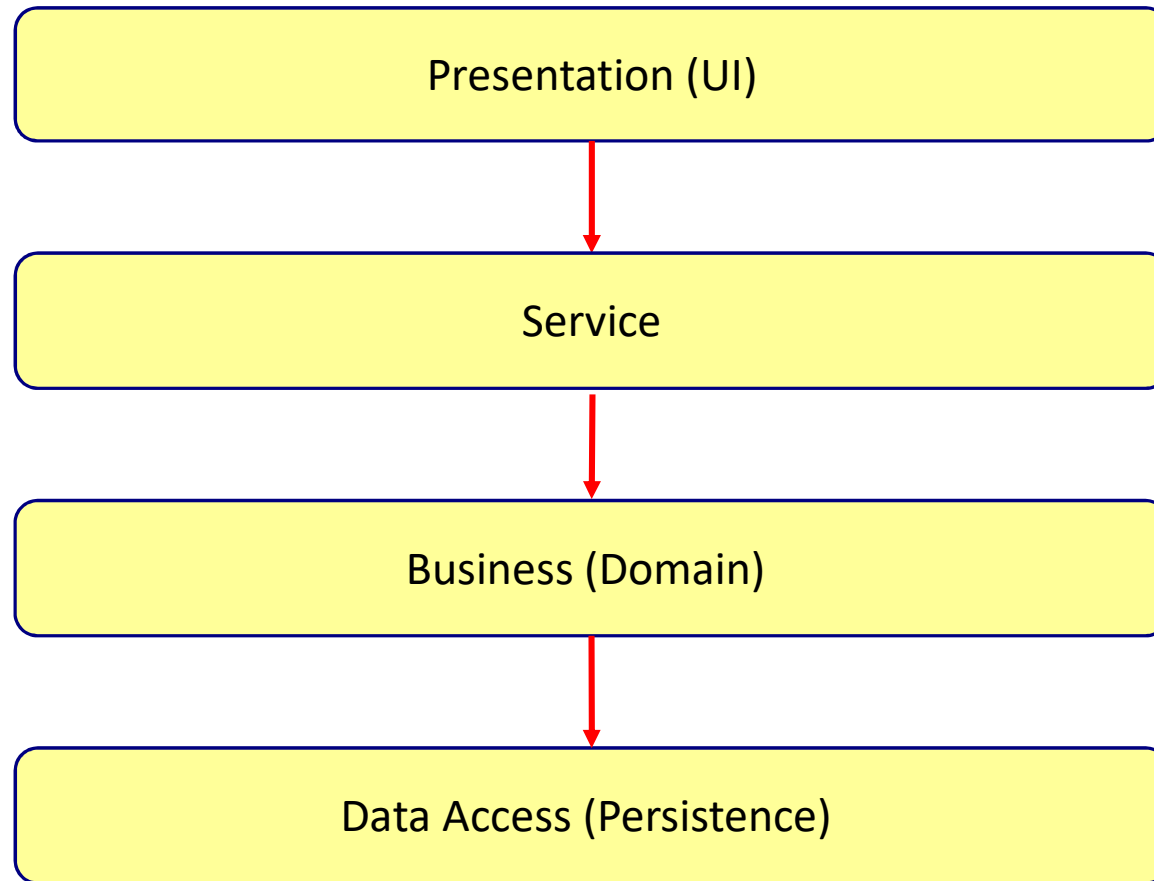 Presentation (UI)
Service
Business (Domain)
Data Access (Persistence)